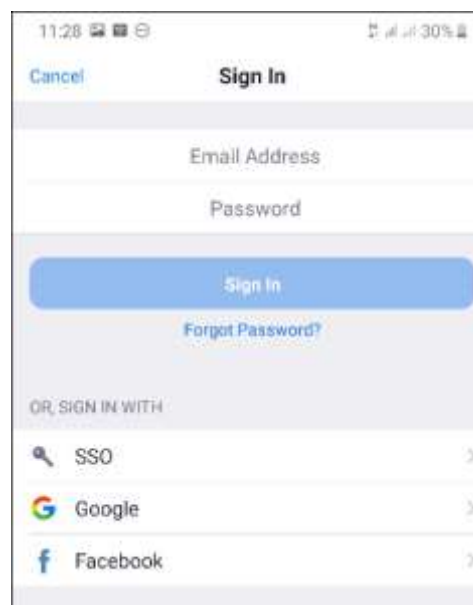 11:28 30%
Cancel Sign In
Email Address
Password
Sign In
Forgot Password?
OR, SIGN IN WITH
SSO
Google
Facebook